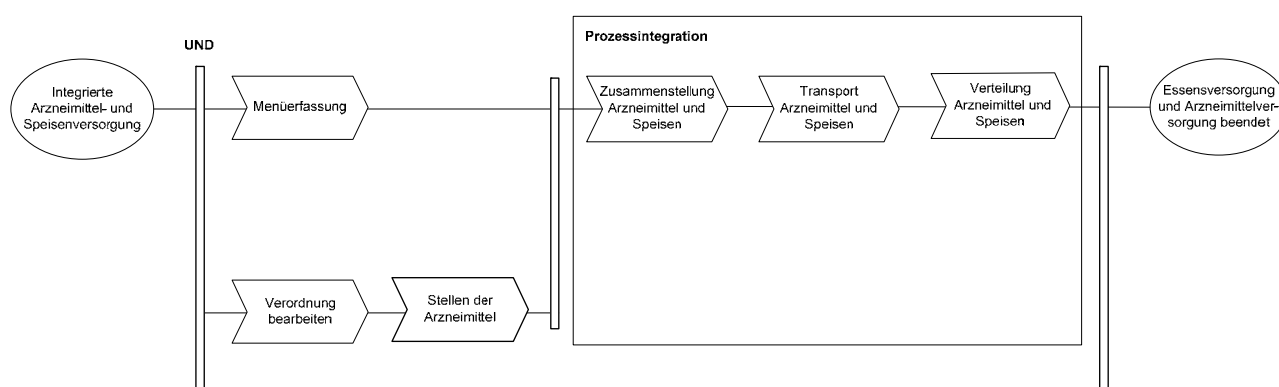 Prozessintegration
UND
Integrierte
Arzneimittel- und
Speisenversorgung
Menüerfassung
Zusammenstellung
Arzneimittel und
Speisen
Transport
Arzneimittel und
Speisen
Verteilung
Arzneimittel und
Speisen
Essensversorgung
und Arzneimittelver-
sorgung beendet
Verordnung
bearbeiten
Stellen der
Arzneimittel